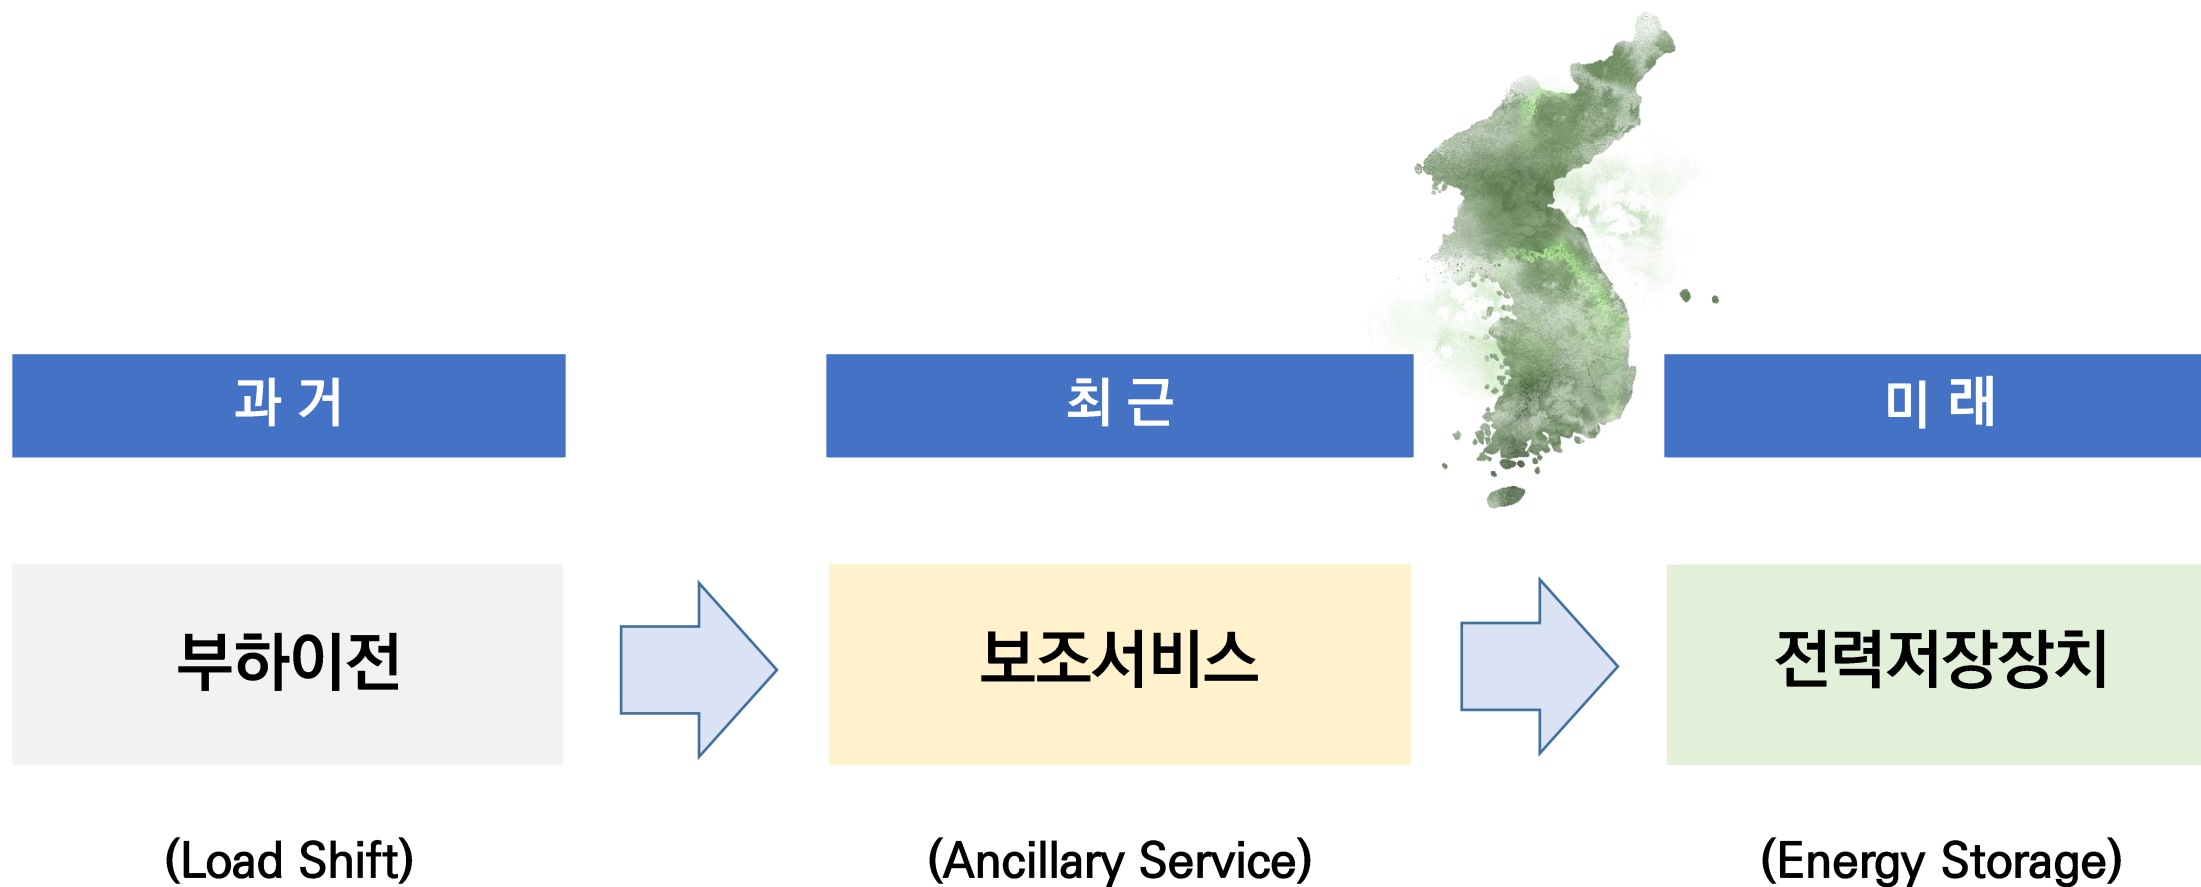 과 거
최 근
미 래
부하이전
보조서비스
전력저장장치
(Load Shift)
(Ancillary Service)
(Energy Storage)